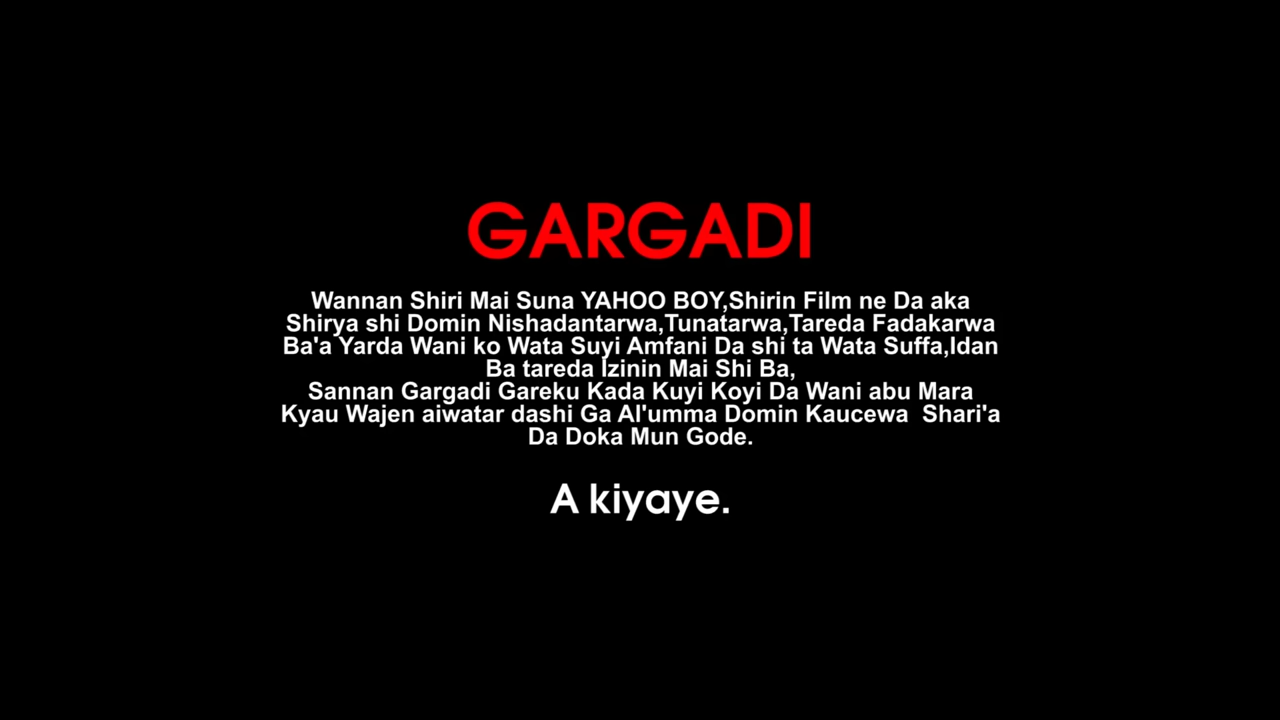 GARGADI
Wannan Shiri Mai Suna YAHOO BOY,Shirin Film ne Da aka
Shirya shi Domin Nishadantarwa,Tunatarwa,Tareda Fadakarwa
Ba'a Yarda Wani ko Wata Suyi Amfani Da shi ta Wata Suffa,Idan
Ba tareda Izinin Mai Shi Ba,
Sannan Gargadi Gareku Kada Kuyi Koyi Da Wani abu Mara
Kyau Wajen aiwatar dashi Ga Al'umma Domin Kaucewa  Shari'a
Da Doka Mun Gode.
A kiyaye.